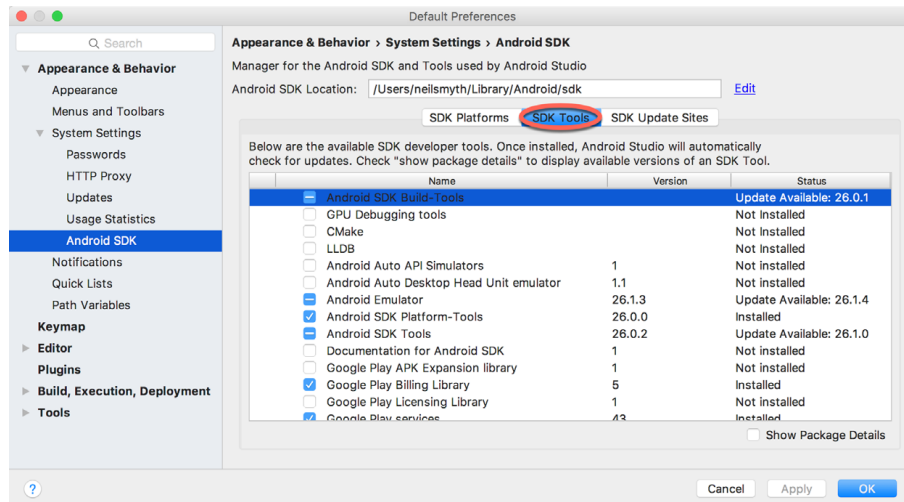 Default Preferences
Search
Appearance & Behavior
Appearance
Menus and Toolbars
System Settings
Passwords
HTTP Proxy
Updates
Usage Statistics
Android SDK
Notifications
Quick Lists
Path Variables
Keymap
Editor
Plugins
Build, Execution, Deployment
Tools
?
Appearance & Behavior › System Settings › Android SDK
Manager for the Android SDK and Tools used by Android Studio
Android SDK Location: /Users/neilsmyth/Library/Android/sdk Edit
SDK Platforms SDK Tools SDK Update Sites
Below are the available SDK developer tools. Once installed, Android Studio will automatically
check for updates. Check "show package details" to display available versions of an SDK Tool.
Name Version Status
Android SDK Build-Tools Update Available: 26.0.1
GPU Debugging tools Not Installed
CMake Not Installed
LLDB Not Installed
Android Auto API Simulators 1 Not installed
Android Auto Desktop Head Unit emulator 1.1 Not installed
Android Emulator 26.1.3 Update Available: 26.1.4
Android SDK Platform-Tools 26.0.0 Installed
Android SDK Tools 26.0.2 Update Available: 26.1.0
Documentation for Android SDK 1 Not installed
Google Play APK Expansion library 1 Not installed
Google Play Billing Library 5 Installed
Google Play Licensing Library 1 Not installed
Google Play services 43 Installed
Show Package Details
Cancel Apply OK